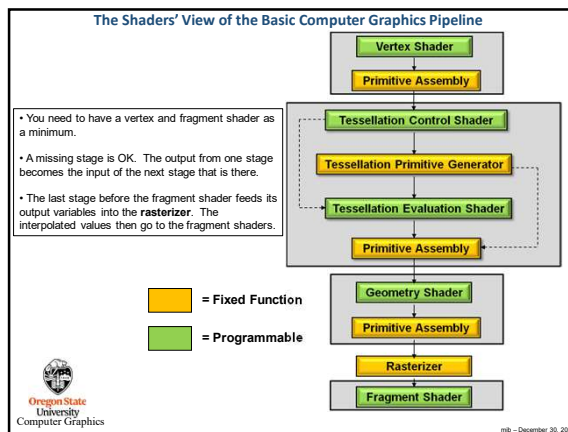 The Shaders' View of the Basic Computer Graphics Pipeline
• You need to have a vertex and fragment shader as
a minimum.
• A missing stage is OK. The output from one stage
becomes the input of the next stage that is there.
• The last stage before the fragment shader feeds its
output variables into the rasterizer. The
interpolated values then go to the fragment shaders.
= Fixed Function
= Programmable
Vertex Shader
Primitive Assembly
Tessellation Control Shader
Tessellation Primitive Generator
Tessellation Evaluation Shader
Primitive Assembly
Geometry Shader
Primitive Assembly
Rasterizer
Fragment Shader
Oregon State
University
Computer Graphics
mjb – December 30, 20